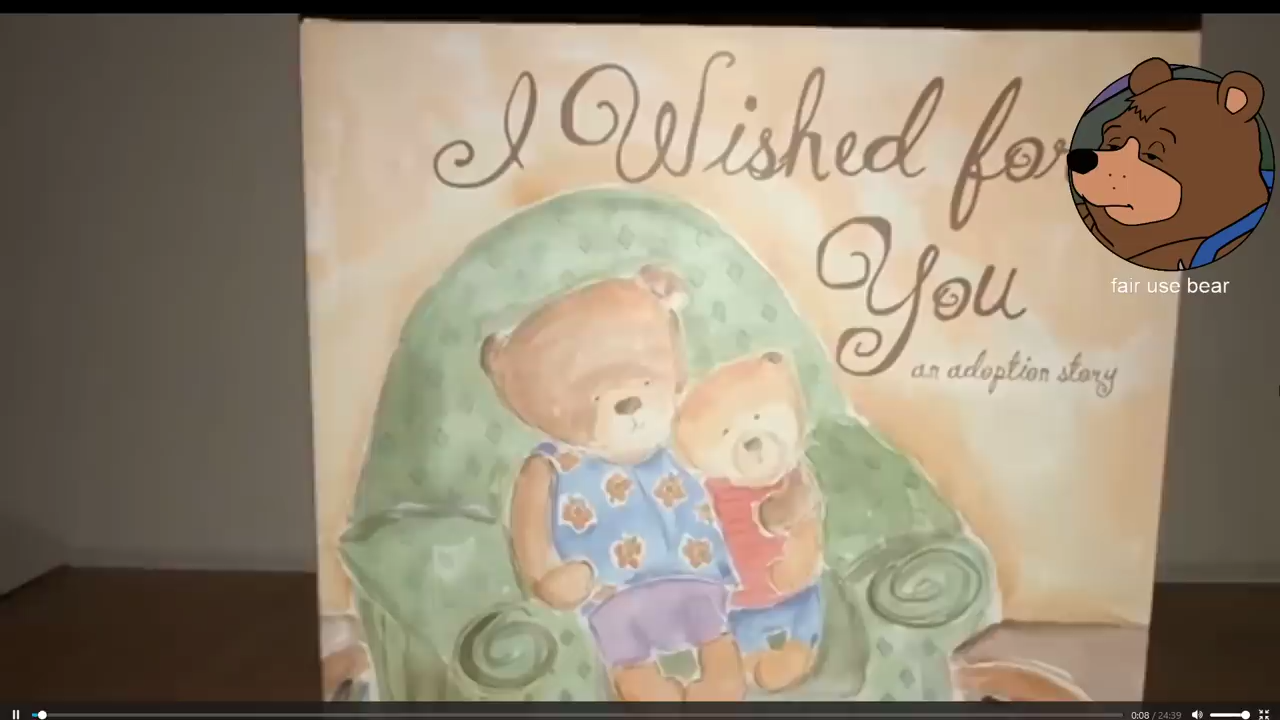 I Wished for
You
an adoption story
fair use bear
0:08 / 24:39